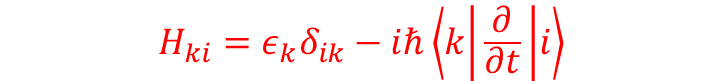 H_{ki} = ϵ_k δ_{ik} − iℏ ⟨k|∂/∂t|i⟩